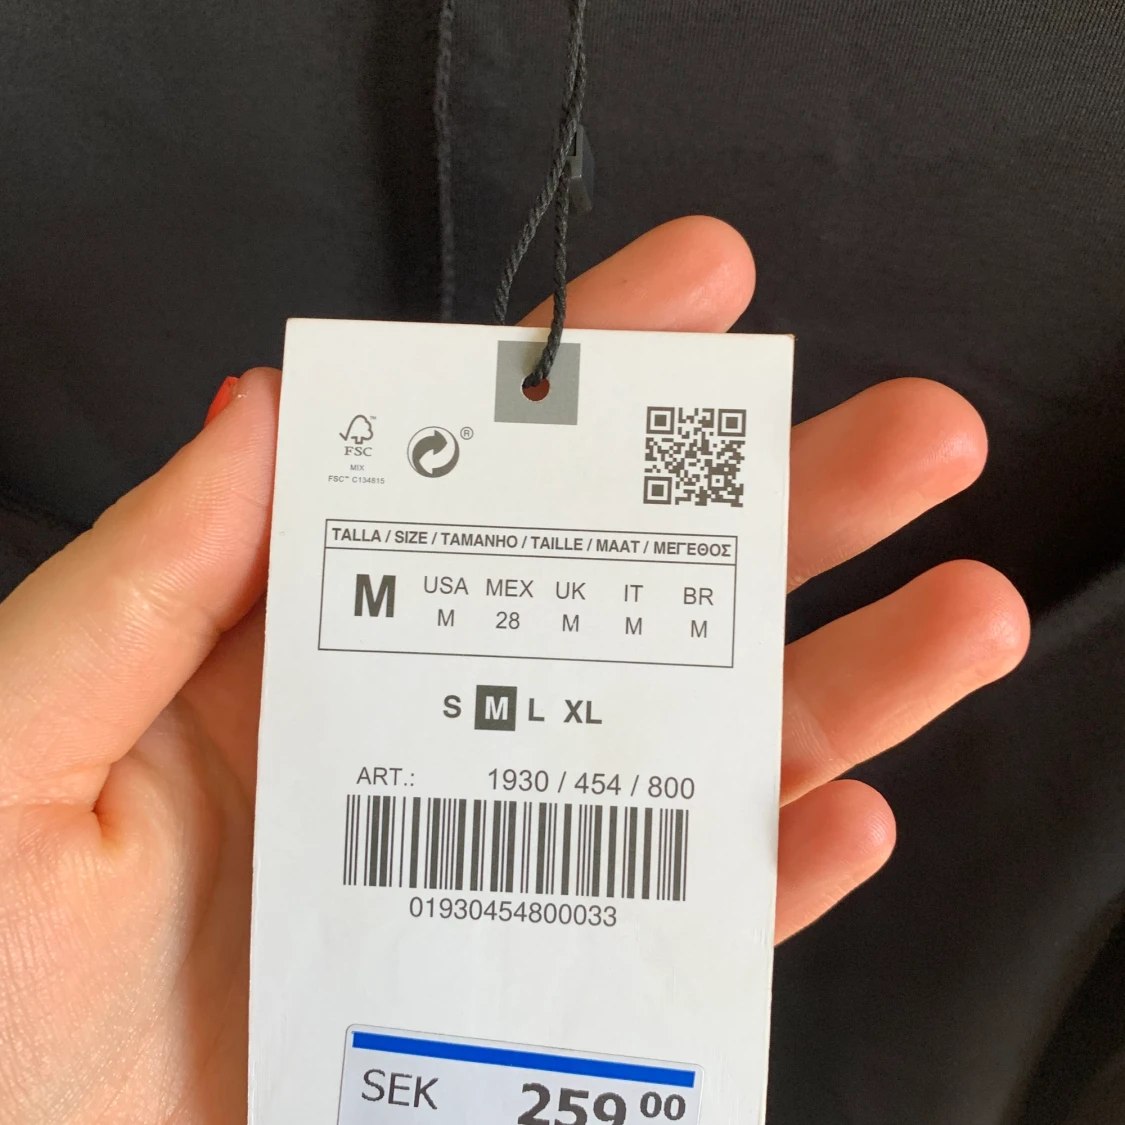 FSC™
MIX
FSC™ C134815
®
TALLA / SIZE / TAMANHO / TAILLE / MAAT / ΜΕΓΕΘΟΣ
M USA MEX UK IT BR
M 28 M M M
S M L XL
ART.: 1930 / 454 / 800
01930454800033
SEK 259 00